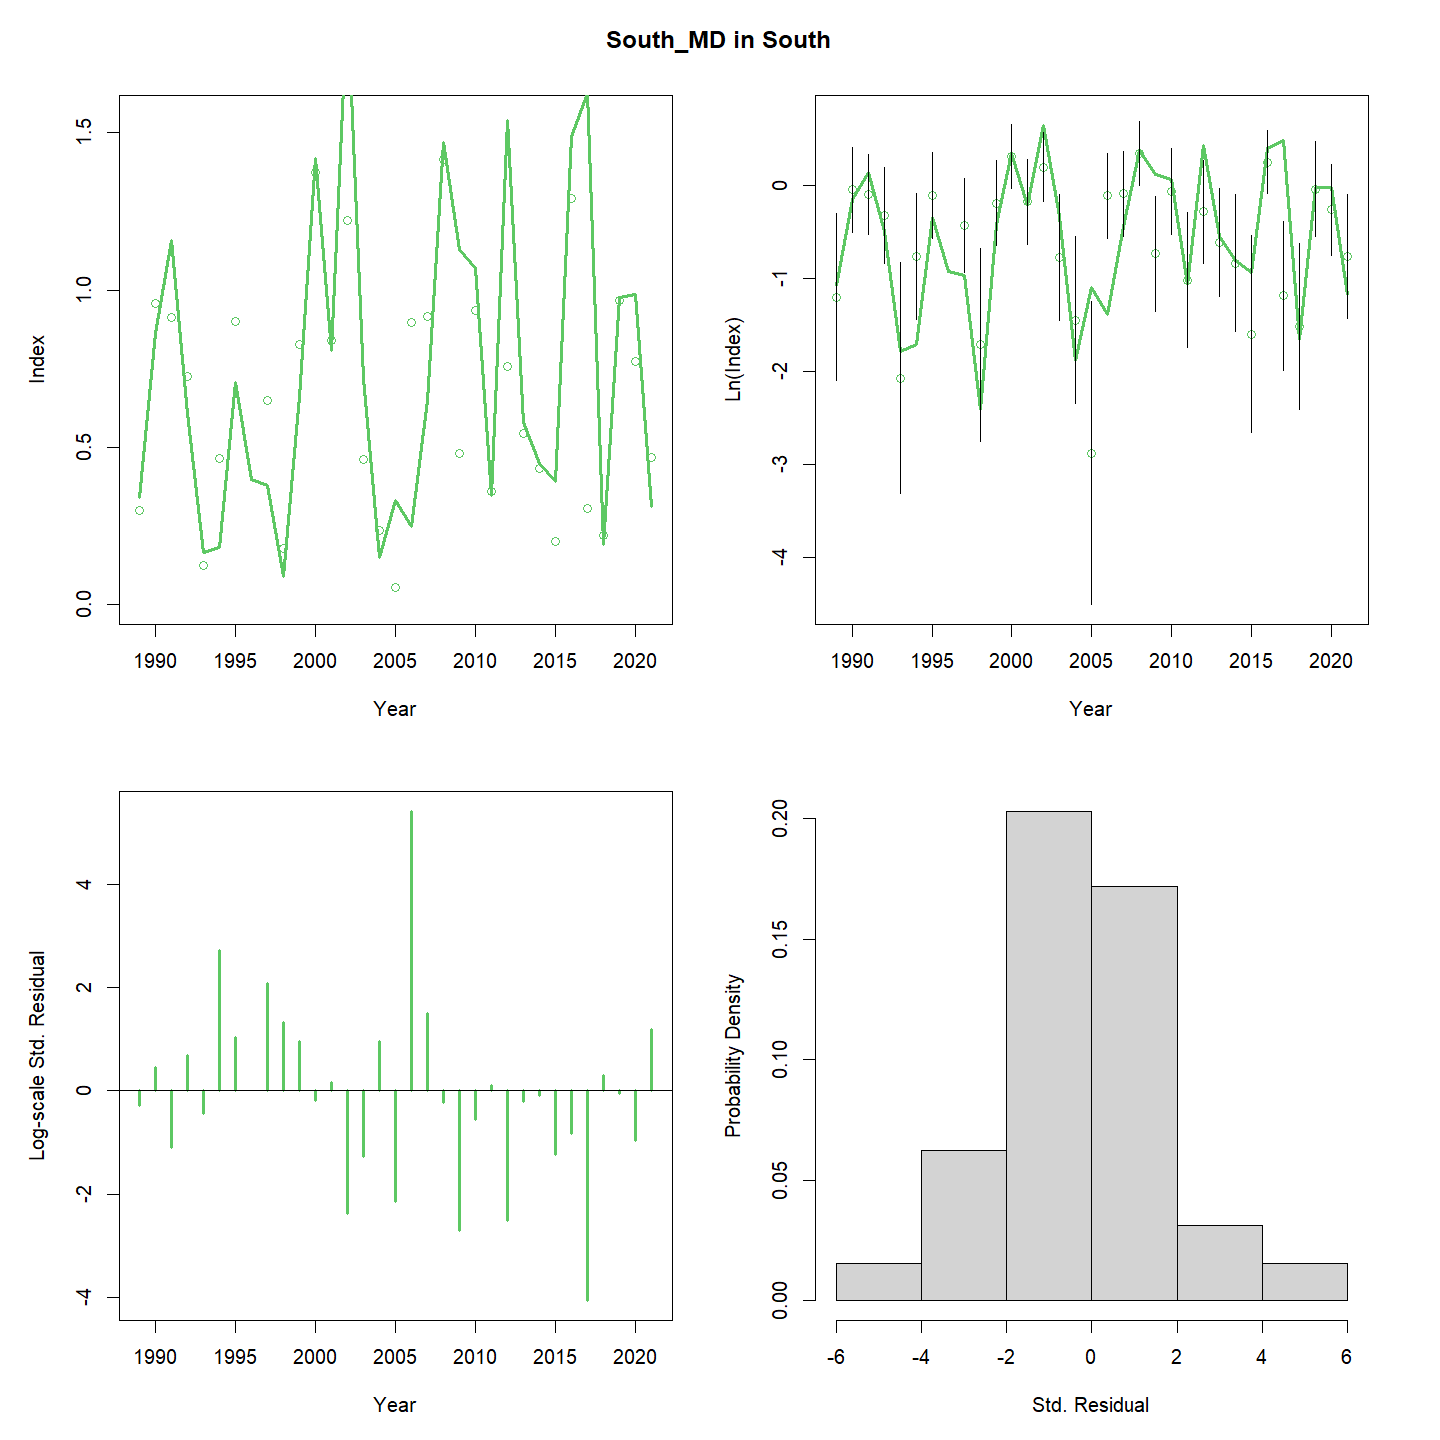 South_MD in South
Index
0.0 0.5 1.0 1.5
1990 1995 2000 2005 2010 2015 2020
Year
Ln(Index)
-4 -3 -2 -1 0
1990 1995 2000 2005 2010 2015 2020
Year
Log-scale Std. Residual
-4 -2 0 2 4
1990 1995 2000 2005 2010 2015 2020
Year
Probability Density
0.00 0.05 0.10 0.15 0.20
-6 -4 -2 0 2 4 6
Std. Residual